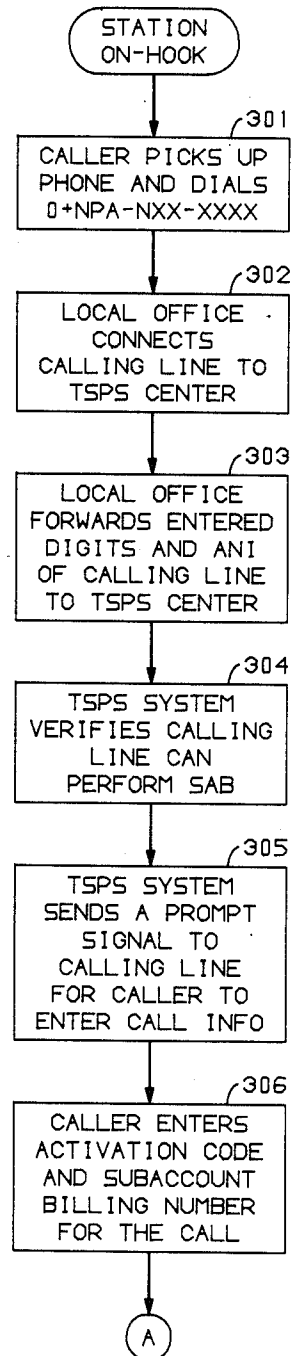 STATION
ON-HOOK
301
CALLER PICKS UP
PHONE AND DIALS
0+NPA-NXX-XXXX
302
LOCAL OFFICE
CONNECTS
CALLING LINE TO
TSPS CENTER
303
LOCAL OFFICE
FORWARDS ENTERED
DIGITS AND ANI
OF CALLING LINE
TO TSPS CENTER
304
TSPS SYSTEM
VERIFIES CALLING
LINE CAN
PERFORM SAB
305
TSPS SYSTEM
SENDS A PROMPT
SIGNAL TO
CALLING LINE
FOR CALLER TO
ENTER CALL INFO
306
CALLER ENTERS
ACTIVATION CODE
AND SUBACCOUNT
BILLING NUMBER
FOR THE CALL
A